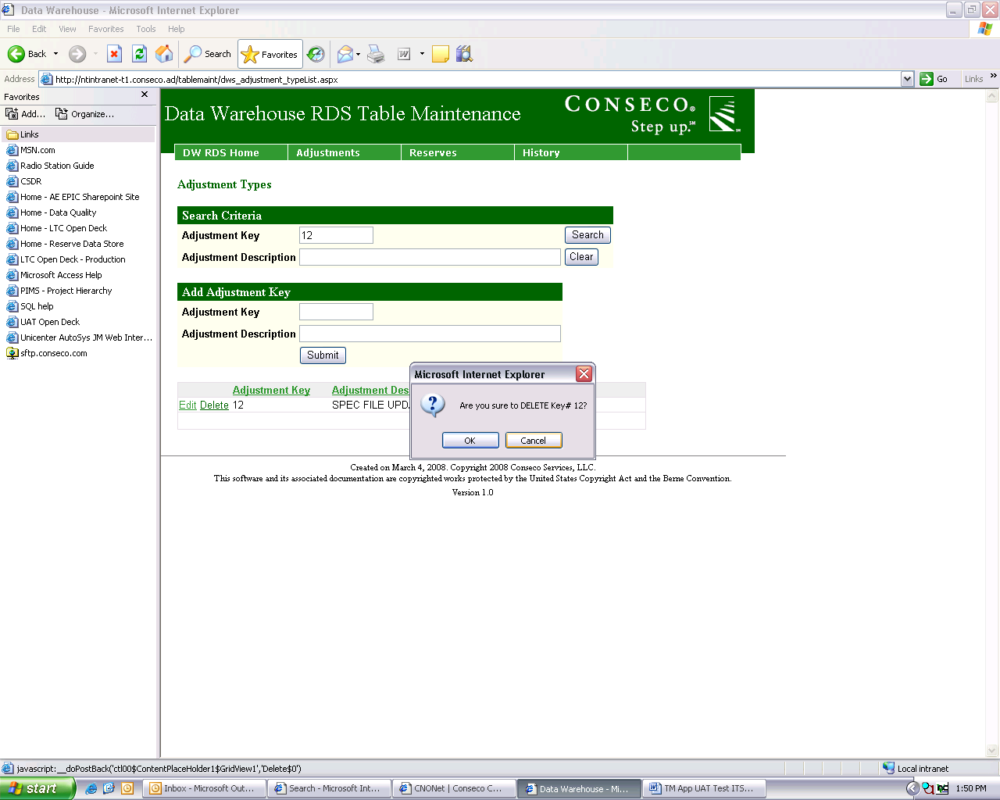 Data Warehouse - Microsoft Internet Explorer
File Edit View Favorites Tools Help
Back Search Favorites
Address http://ntintranet-t1.conseco.ad/tablemaint/dws_adjustment_typeList.aspx Go Links »
Favorites
Add... Organize...
Links
MSN.com
Radio Station Guide
CSDR
Home - AE EPIC Sharepoint Site
Home - Data Quality
Home - LTC Open Deck
Home - Reserve Data Store
LTC Open Deck - Production
Microsoft Access Help
PIMS - Project Hierarchy
SQL help
UAT Open Deck
Unicenter AutoSys JM Web Inter...
sftp.conseco.com
Data Warehouse RDS Table Maintenance
CONSECO®
Step up.℠
DW RDS Home Adjustments Reserves History
Adjustment Types
Search Criteria
Adjustment Key 12 Search
Adjustment Description Clear
Add Adjustment Key
Adjustment Key
Adjustment Description
Submit
Adjustment Key Adjustment Des
Edit Delete 12 SPEC FILE UPD
Microsoft Internet Explorer
Are you sure to DELETE Key# 12?
OK Cancel
Created on March 4, 2008. Copyright 2008 Conseco Services, LLC.
This software and its associated documentation are copyrighted works protected by the United States Copyright Act and the Berne Convention.
Version 1.0
javascript:__doPostBack('ctl00$ContentPlaceHolder1$GridView1','Delete$0') Local intranet
start Inbox - Microsoft Out... Search - Microsoft Int... CNONet | Conseco C... Data Warehouse - Mi... TM App UAT Test ITS... 1:50 PM